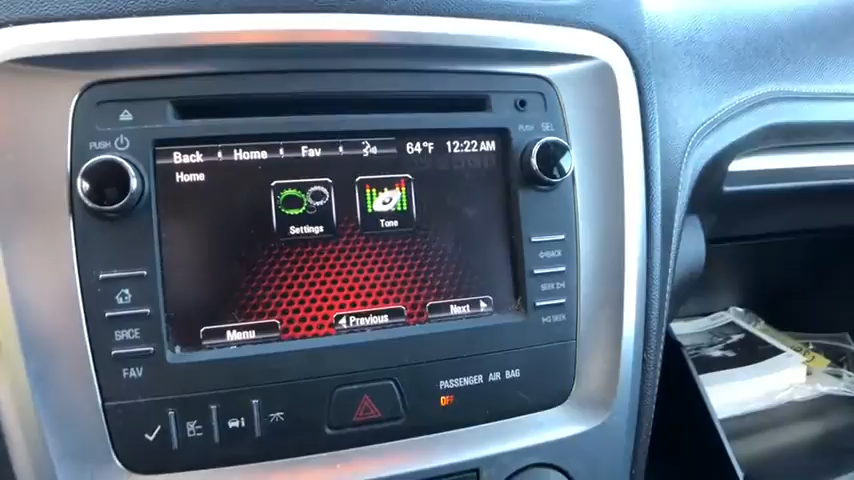 PUSH
SEL
PUSH
Back Home Fav 64°F 12:22 AM
Home
Settings
Tone
BACK
SEEK
SEEK
SRCE
FAV
Menu
Previous
Next
PASSENGER AIR BAG
OFF